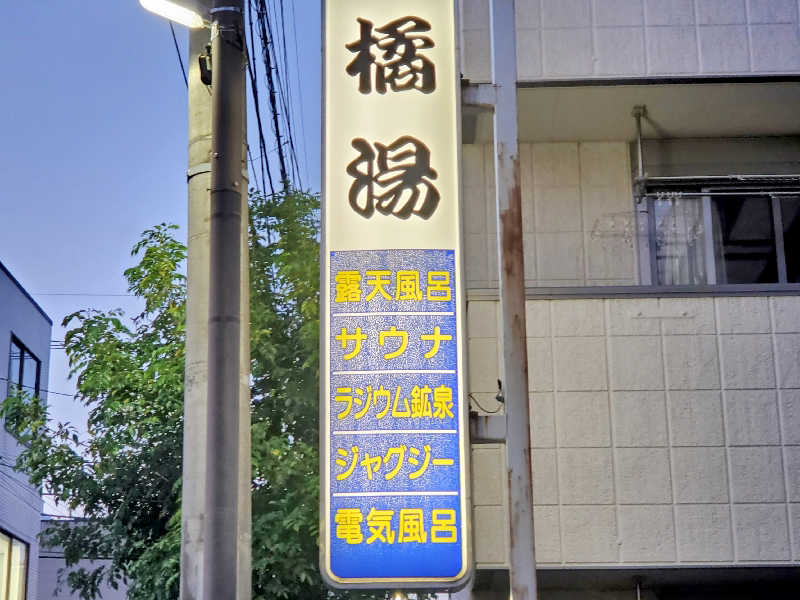 橘湯
露天風呂
サウナ
ラジウム鉱泉
ジャグジー
電気風呂